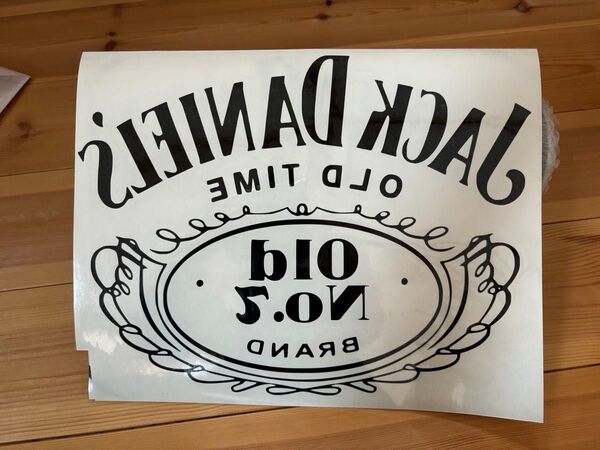 JACK DANIEL'S
OLD TIME
Old
No.7
BRAND